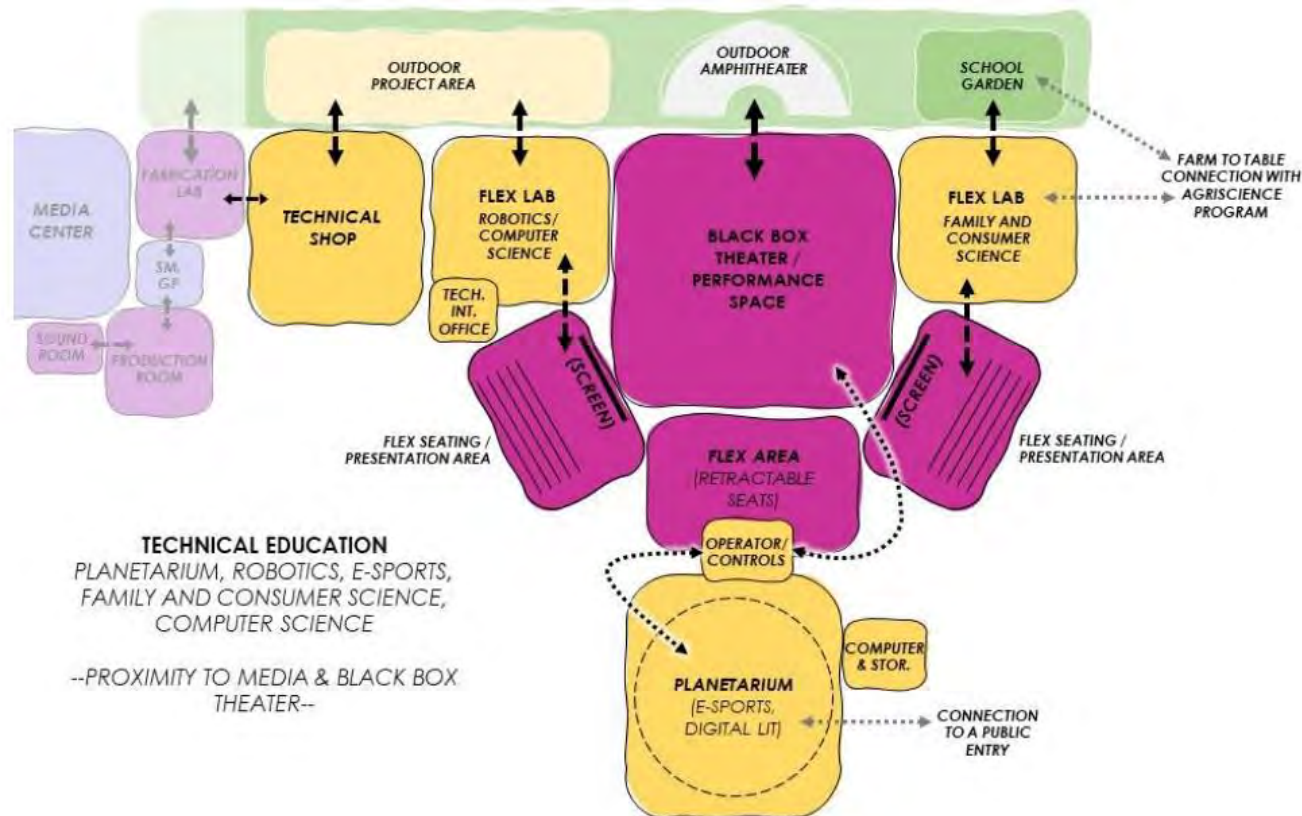 OUTDOOR
PROJECT AREA
OUTDOOR
AMPHITHEATER
SCHOOL
GARDEN
FARM TO TABLE
CONNECTION WITH
AGRISCIENCE
PROGRAM
MEDIA
CENTER
FABRICATION
LAB
SM.
GP
SOUND
ROOM
PRODUCTION
ROOM
TECHNICAL
SHOP
FLEX LAB
ROBOTICS/
COMPUTER
SCIENCE
TECH.
INT.
OFFICE
BLACK BOX
THEATER /
PERFORMANCE
SPACE
FLEX LAB
FAMILY AND
CONSUMER
SCIENCE
(SCREEN)
(SCREEN)
FLEX SEATING /
PRESENTATION AREA
FLEX AREA
(RETRACTABLE
SEATS)
FLEX SEATING /
PRESENTATION AREA
OPERATOR/
CONTROLS
TECHNICAL EDUCATION
PLANETARIUM, ROBOTICS, E-SPORTS,
FAMILY AND CONSUMER SCIENCE,
COMPUTER SCIENCE
--PROXIMITY TO MEDIA & BLACK BOX
THEATER--
PLANETARIUM
(E-SPORTS,
DIGITAL LIT)
COMPUTER
& STOR.
CONNECTION
TO A PUBLIC
ENTRY